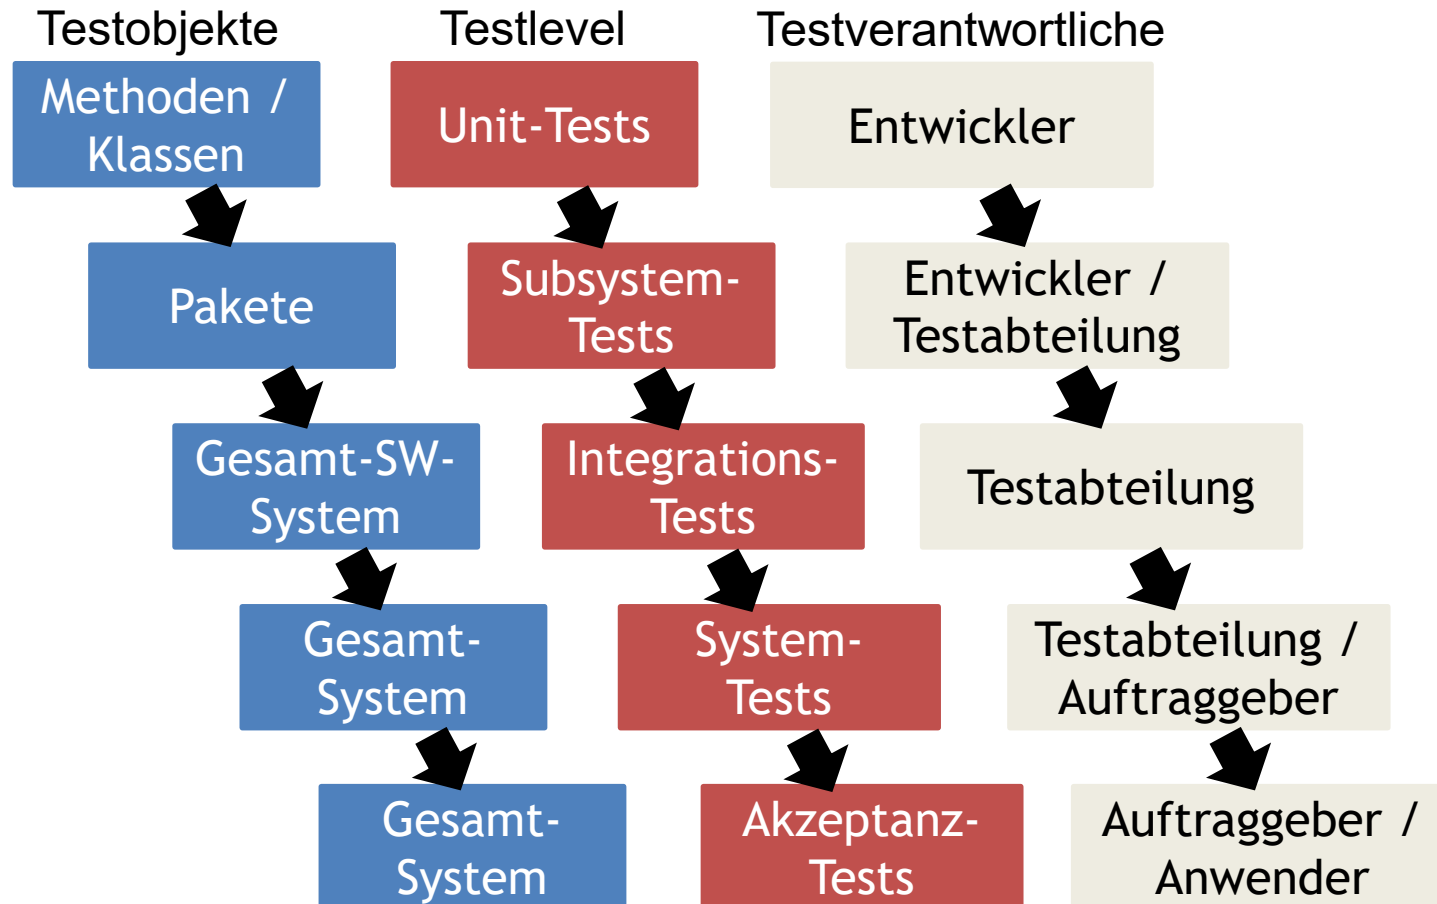 Testobjekte
Testlevel
Testverantwortliche
Methoden /
Klassen
Unit-Tests
Entwickler
Pakete
Subsystem-
Tests
Entwickler /
Testabteilung
Gesamt-SW-
System
Integrations-
Tests
Testabteilung
Gesamt-
System
System-
Tests
Testabteilung /
Auftraggeber
Gesamt-
System
Akzeptanz-
Tests
Auftraggeber /
Anwender